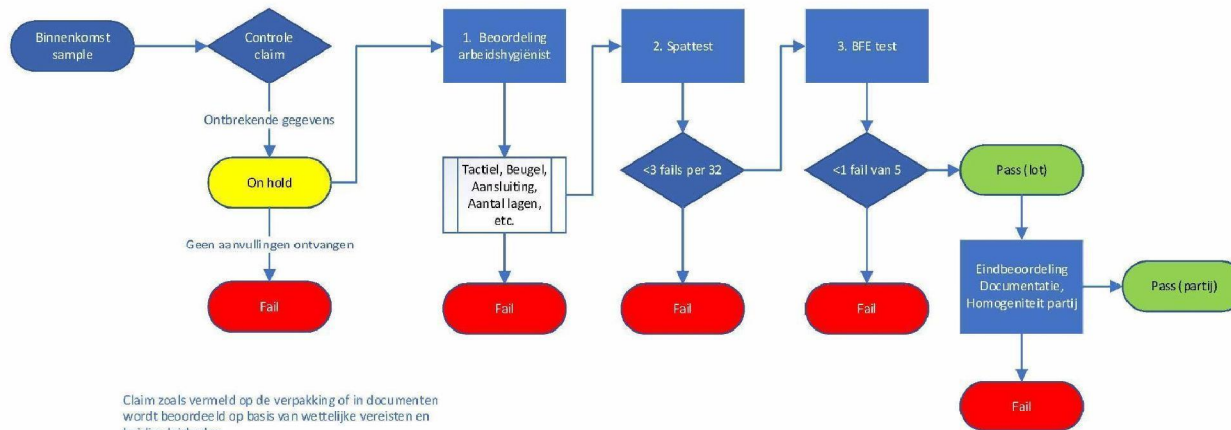 Binnenkomst
sample
Controle
claim
1. Beoordeling
arbeidshygiënist
2. Spattest
3. BFE test
Ontbrekende gegevens
On hold
Tactiel, Beugel,
Aansluiting,
Aantal lagen,
etc.
<3 fails per 32
<1 fail van 5
Pass (lot)
Geen aanvullingen ontvangen
Fail
Fail
Fail
Fail
Eindbeoordeling
Documentatie,
Homogeniteit partij
Pass (partij)
Fail
Claim zoals vermeld op de verpakking of in documenten
wordt beoordeeld op basis van wettelijke vereisten en